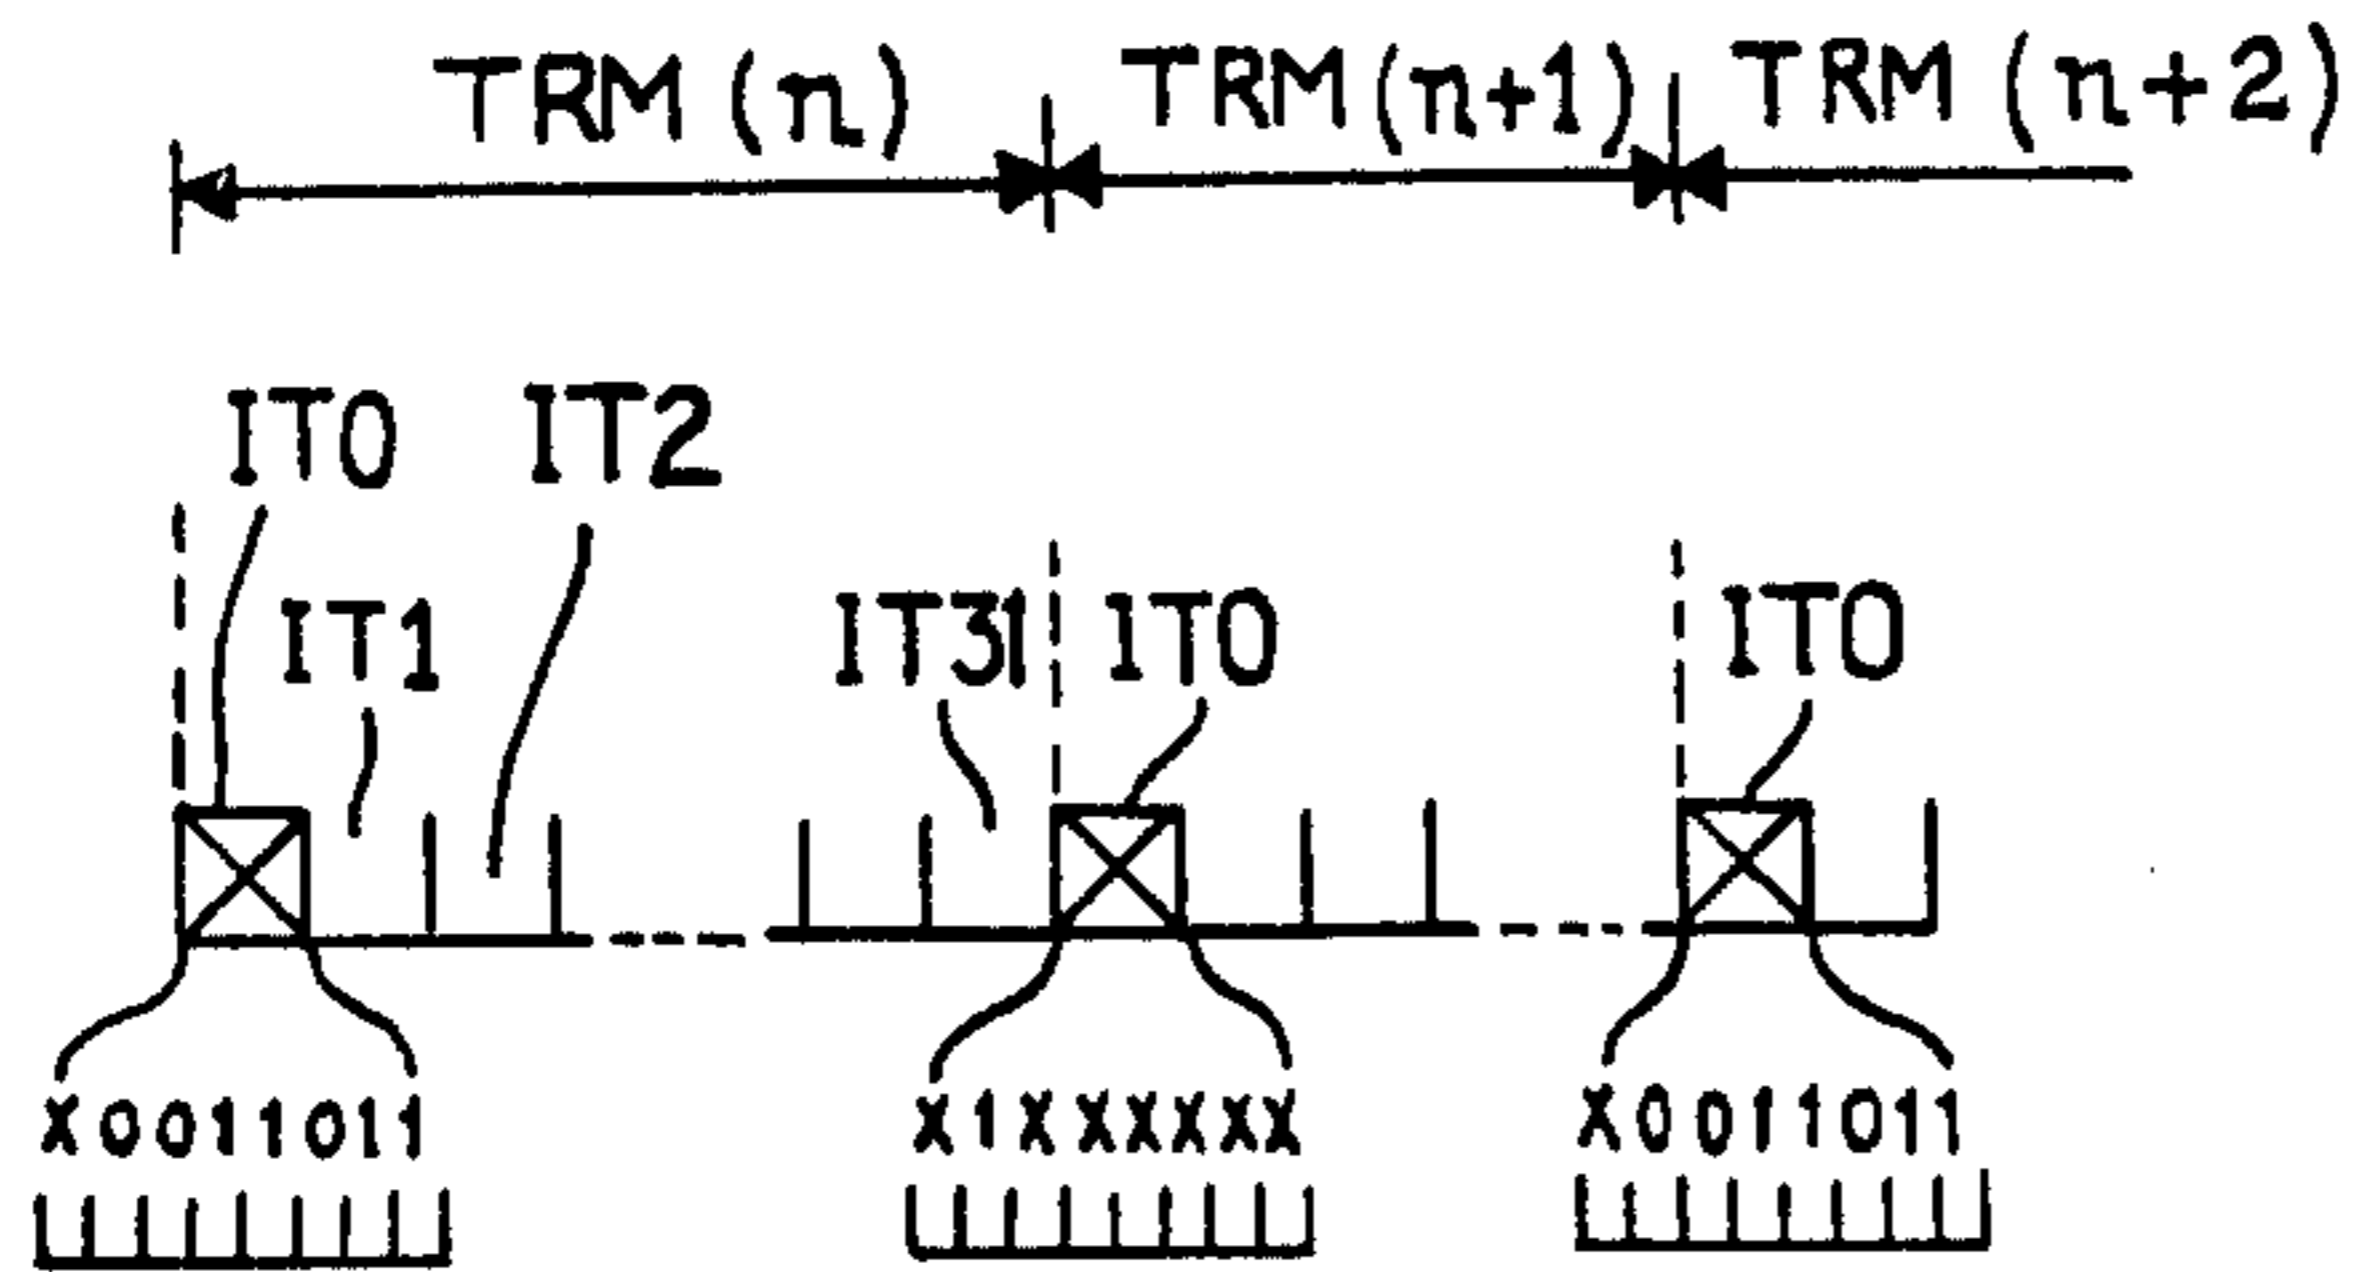 TRM (n) TRM(n+1) TRM (n+2)
IT0 IT2
IT1 IT31 IT0 IT0
X0011011 X1XXXXXX X0011011